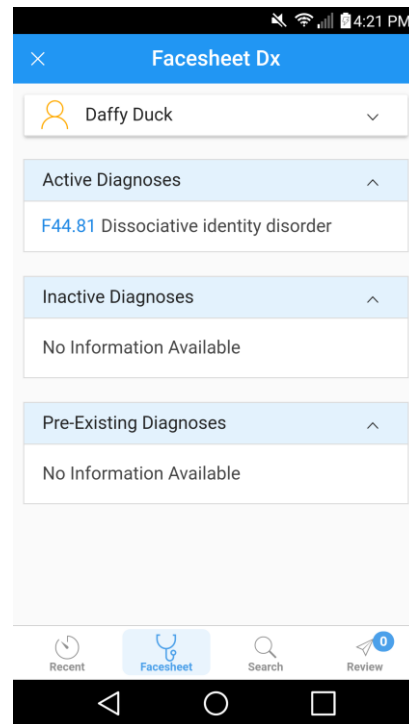 4:21 PM
Facesheet Dx
Daffy Duck
Active Diagnoses
F44.81 Dissociative identity disorder
Inactive Diagnoses
No Information Available
Pre-Existing Diagnoses
No Information Available
0
Recent Facesheet Search Review